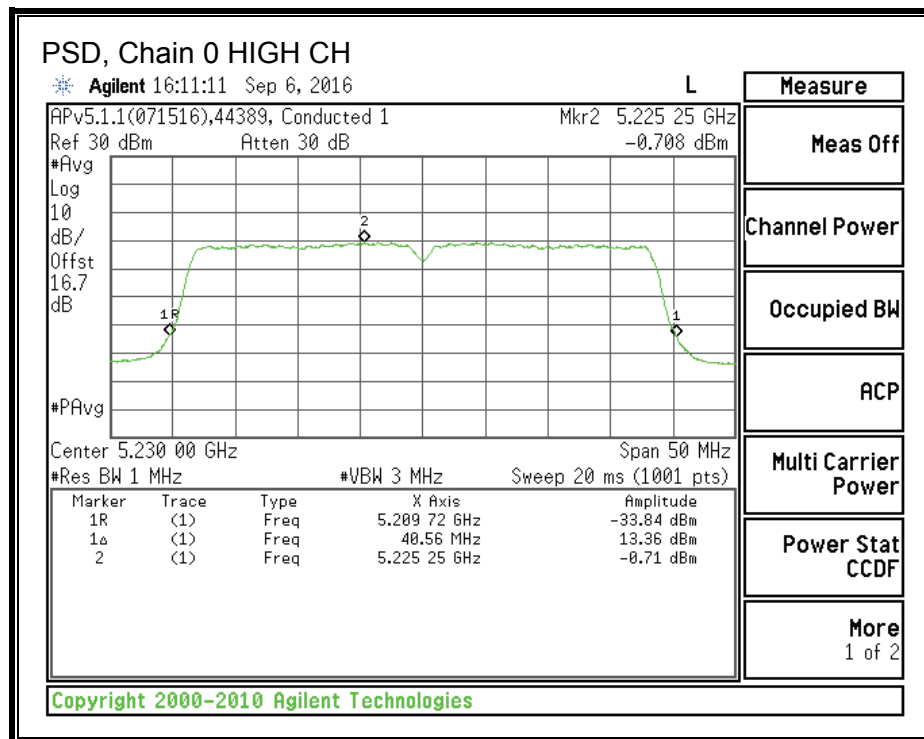 PSD, Chain 0 HIGH CH
Agilent 16:11:11 Sep 6, 2016 L
APv5.1.1(071516),44389, Conducted 1 Mkr2 5.225 25 GHz
Ref 30 dBm Atten 30 dB -0.708 dBm
#Avg
Log
10
dB/
Offst
16.7
dB
2
1R
1
#PAvg
Center 5.230 00 GHz Span 50 MHz
#Res BW 1 MHz #VBW 3 MHz Sweep 20 ms (1001 pts)
Marker Trace Type X Axis Amplitude
1R (1) Freq 5.209 72 GHz -33.84 dBm
1Δ (1) Freq 40.56 MHz 13.36 dBm
2 (1) Freq 5.225 25 GHz -0.71 dBm
Measure
Meas Off
Channel Power
Occupied BW
ACP
Multi Carrier
Power
Power Stat
CCDF
More
1 of 2
Copyright 2000-2010 Agilent Technologies